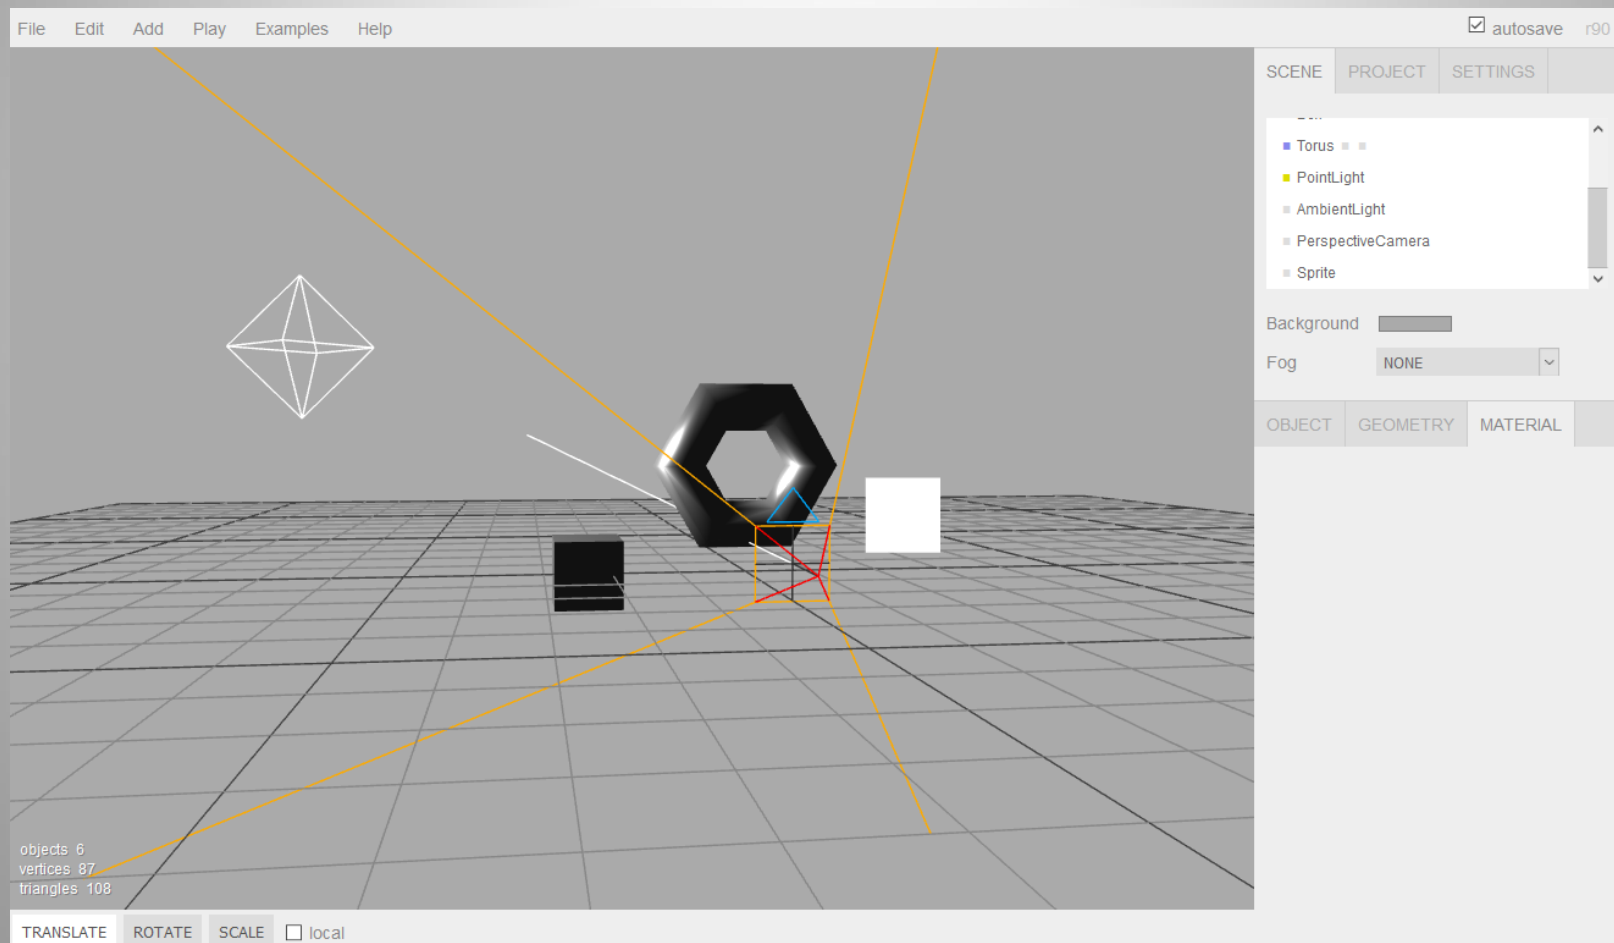 File Edit Add Play Examples Help autosave r90
SCENE PROJECT SETTINGS
Torus
PointLight
AmbientLight
PerspectiveCamera
Sprite
Background
Fog NONE
OBJECT GEOMETRY MATERIAL
objects 6
vertices 87
triangles 108
TRANSLATE ROTATE SCALE local